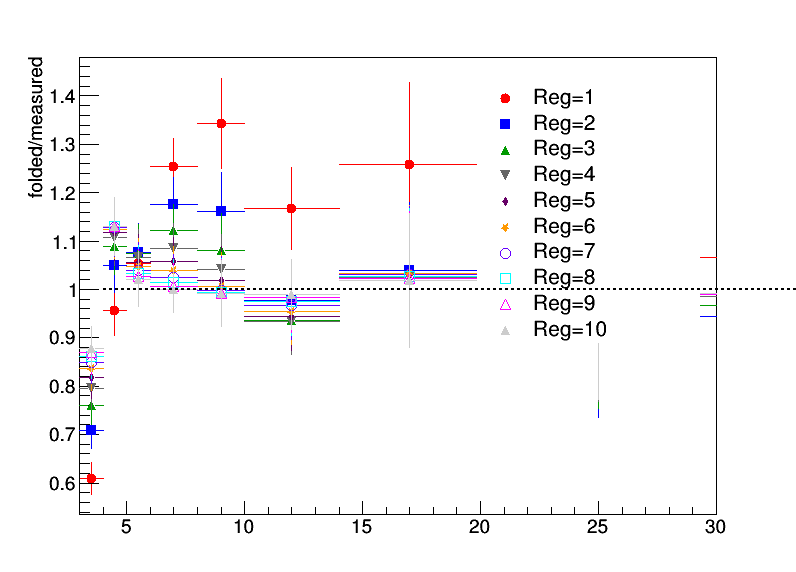 folded/measured
1.4
1.3
1.2
1.1
1
0.9
0.8
0.7
0.6
Reg=1
Reg=2
Reg=3
Reg=4
Reg=5
Reg=6
Reg=7
Reg=8
Reg=9
Reg=10
5 10 15 20 25 30